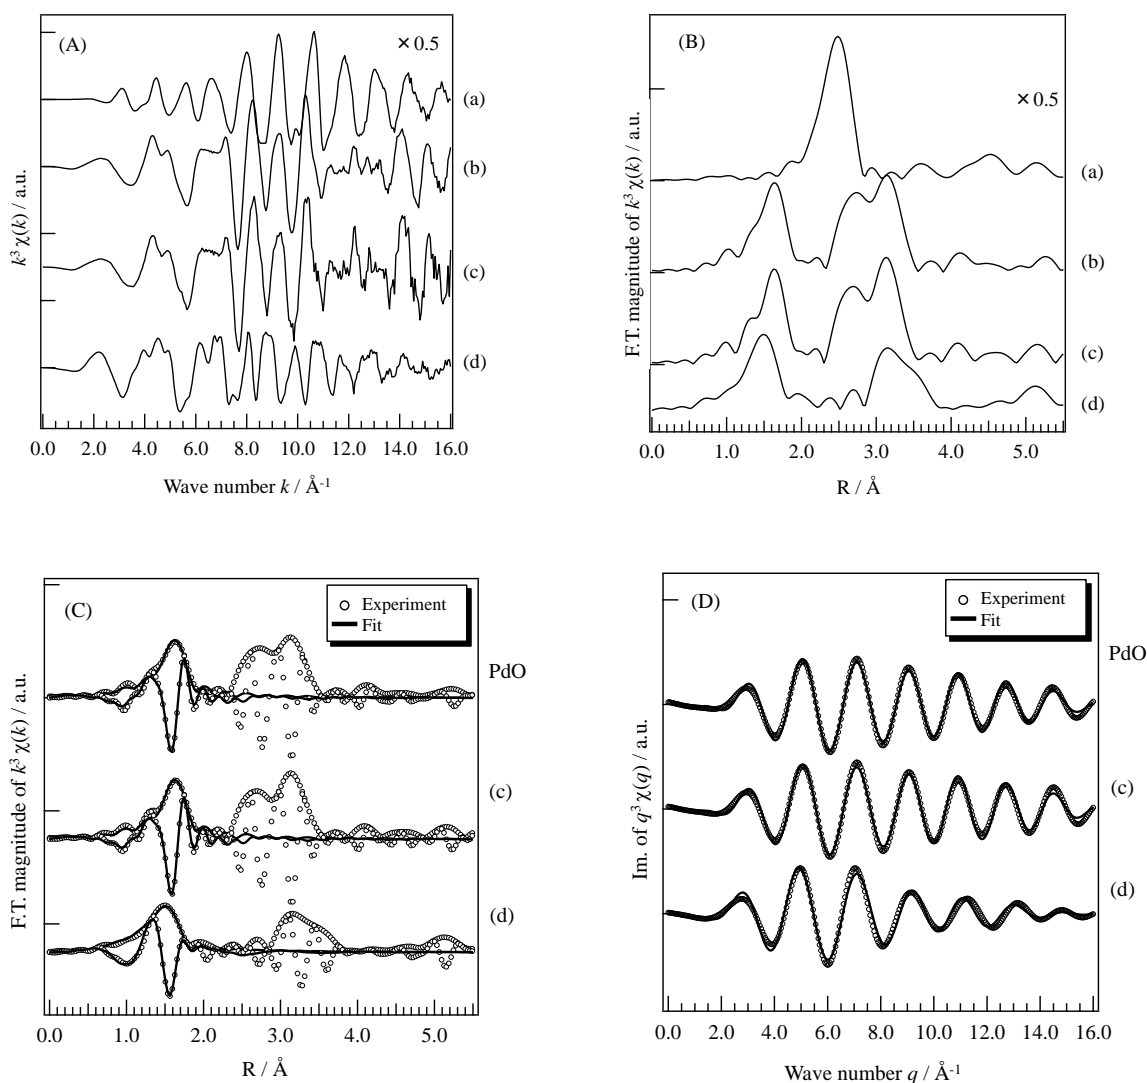 (A)
× 0.5
(a)
(b)
(c)
(d)
k³ χ(k) / a.u.
0.0 2.0 4.0 6.0 8.0 10.0 12.0 14.0 16.0
Wave number k / Å⁻¹
(B)
× 0.5
(a)
(b)
(c)
(d)
F.T. magnitude of k³ χ(k) / a.u.
0.0 1.0 2.0 3.0 4.0 5.0
R / Å
(C)
Experiment
Fit
PdO
(c)
(d)
F.T. magnitude of k³ χ(k) / a.u.
0.0 1.0 2.0 3.0 4.0 5.0
R / Å
(D)
Experiment
Fit
PdO
(c)
(d)
Im. of q³ χ(q) / a.u.
0.0 2.0 4.0 6.0 8.0 10.0 12.0 14.0 16.0
Wave number q / Å⁻¹